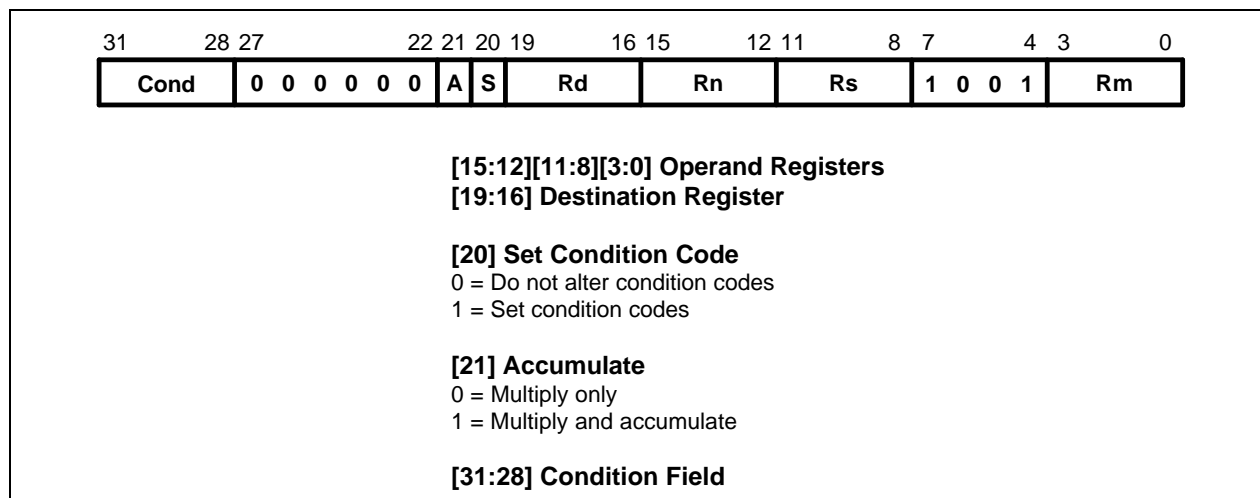 31 28 27 22 21 20 19 16 15 12 11 8 7 4 3 0
Cond 0 0 0 0 0 0 A S Rd Rn Rs 1 0 0 1 Rm
[15:12][11:8][3:0] Operand Registers
[19:16] Destination Register
[20] Set Condition Code
0 = Do not alter condition codes
1 = Set condition codes
[21] Accumulate
0 = Multiply only
1 = Multiply and accumulate
[31:28] Condition Field